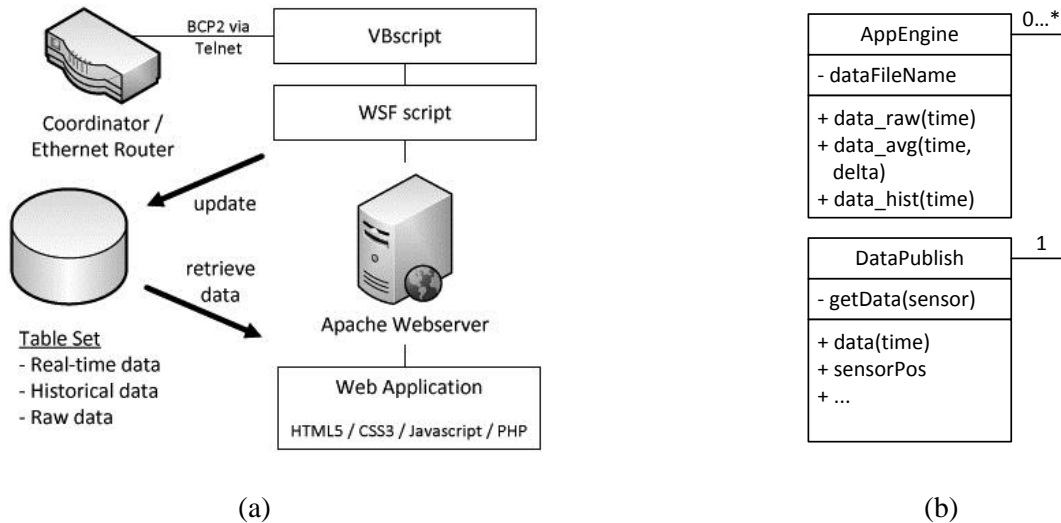 BCP2 via
Telnet
VBscript
WSF script
Coordinator /
Ethernet Router
update
retrieve
data
Apache Webserver
Table Set
- Real-time data
- Historical data
- Raw data
Web Application
HTML5 / CSS3 / Javascript / PHP
(a)
0...*
AppEngine
- dataFileName
+ data_raw(time)
+ data_avg(time,
delta)
+ data_hist(time)
1
DataPublish
- getData(sensor)
+ data(time)
+ sensorPos
+ ...
(b)